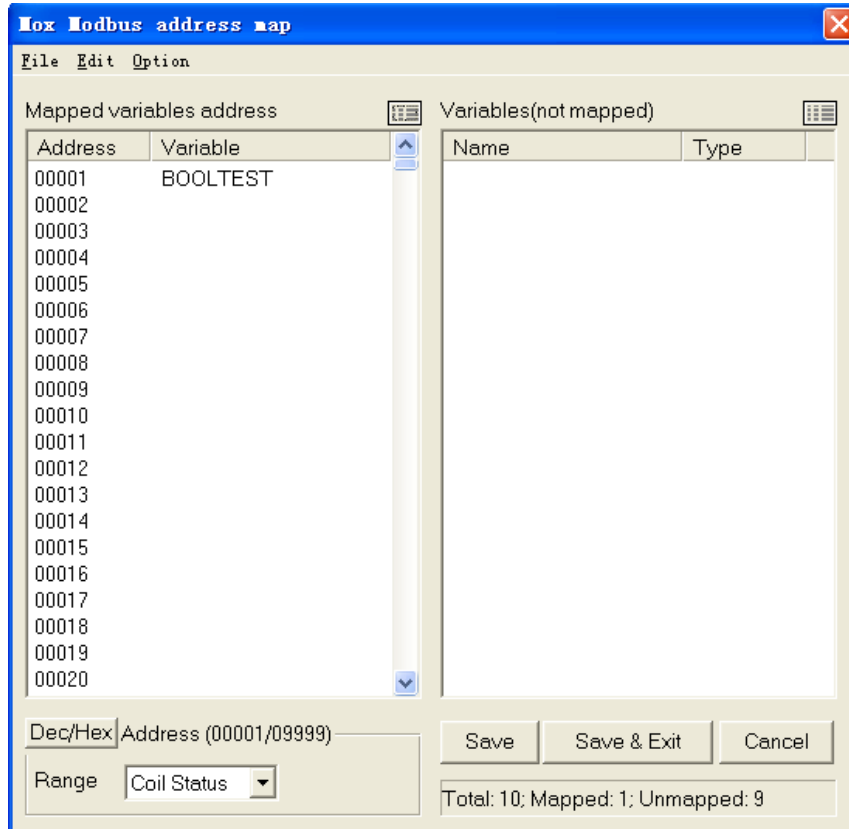 Mox Modbus address map
File Edit Option
Mapped variables address
Address Variable
00001 BOOLTEST
00002
00003
00004
00005
00006
00007
00008
00009
00010
00011
00012
00013
00014
00015
00016
00017
00018
00019
00020
Dec/Hex Address (00001/09999)
Range Coil Status
Variables(not mapped)
Name Type
Save Save & Exit Cancel
Total: 10; Mapped: 1; Unmapped: 9